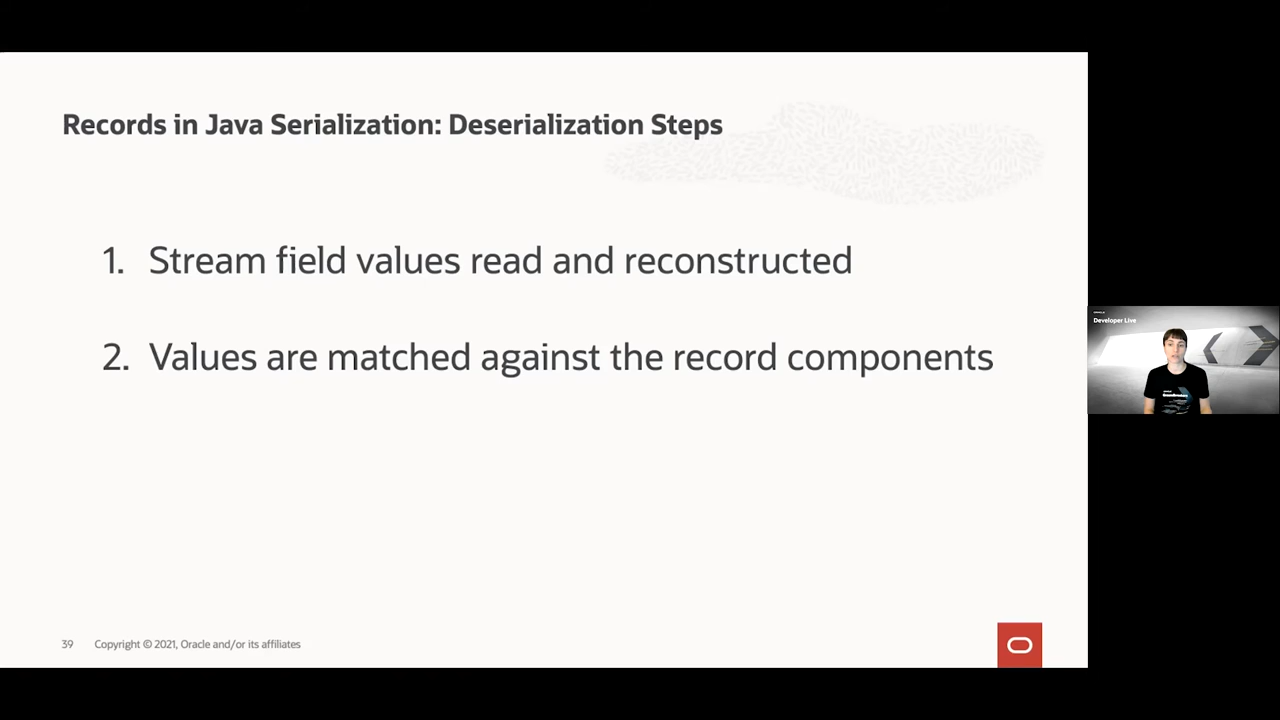 Records in Java Serialization: Deserialization Steps
1. Stream field values read and reconstructed
2. Values are matched against the record components
39 Copyright © 2021, Oracle and/or its affiliates
Developer Live